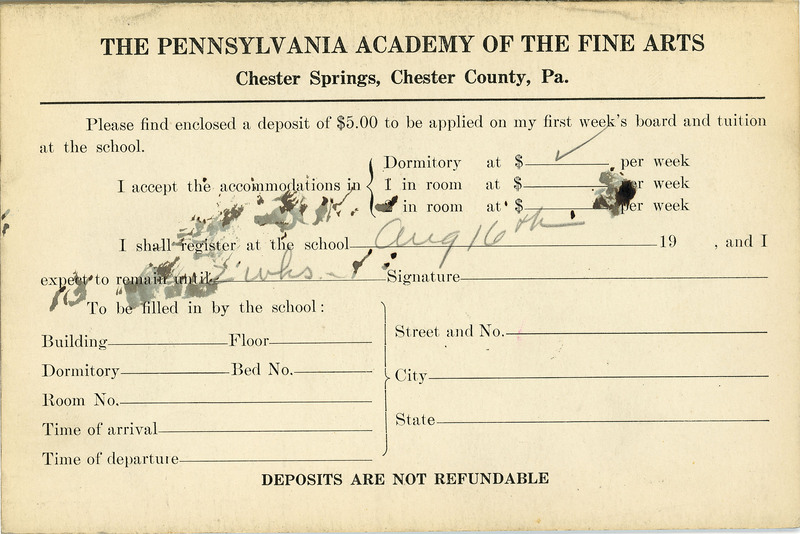 THE PENNSYLVANIA ACADEMY OF THE FINE ARTS
Chester Springs, Chester County, Pa.
Please find enclosed a deposit of $5.00 to be applied on my first week's board and tuition
at the school.
Dormitory at $ ✓ per week
I accept the accommodations in 1 in room at $ per week
2 in room at $ per week
I shall register at the school Aug 16th 19 , and I
expect to remain until 2 wks. Signature
To be filled in by the school:
Building Floor
Dormitory Bed No.
Room No.
Time of arrival
Time of departure
Street and No.
City
State
DEPOSITS ARE NOT REFUNDABLE